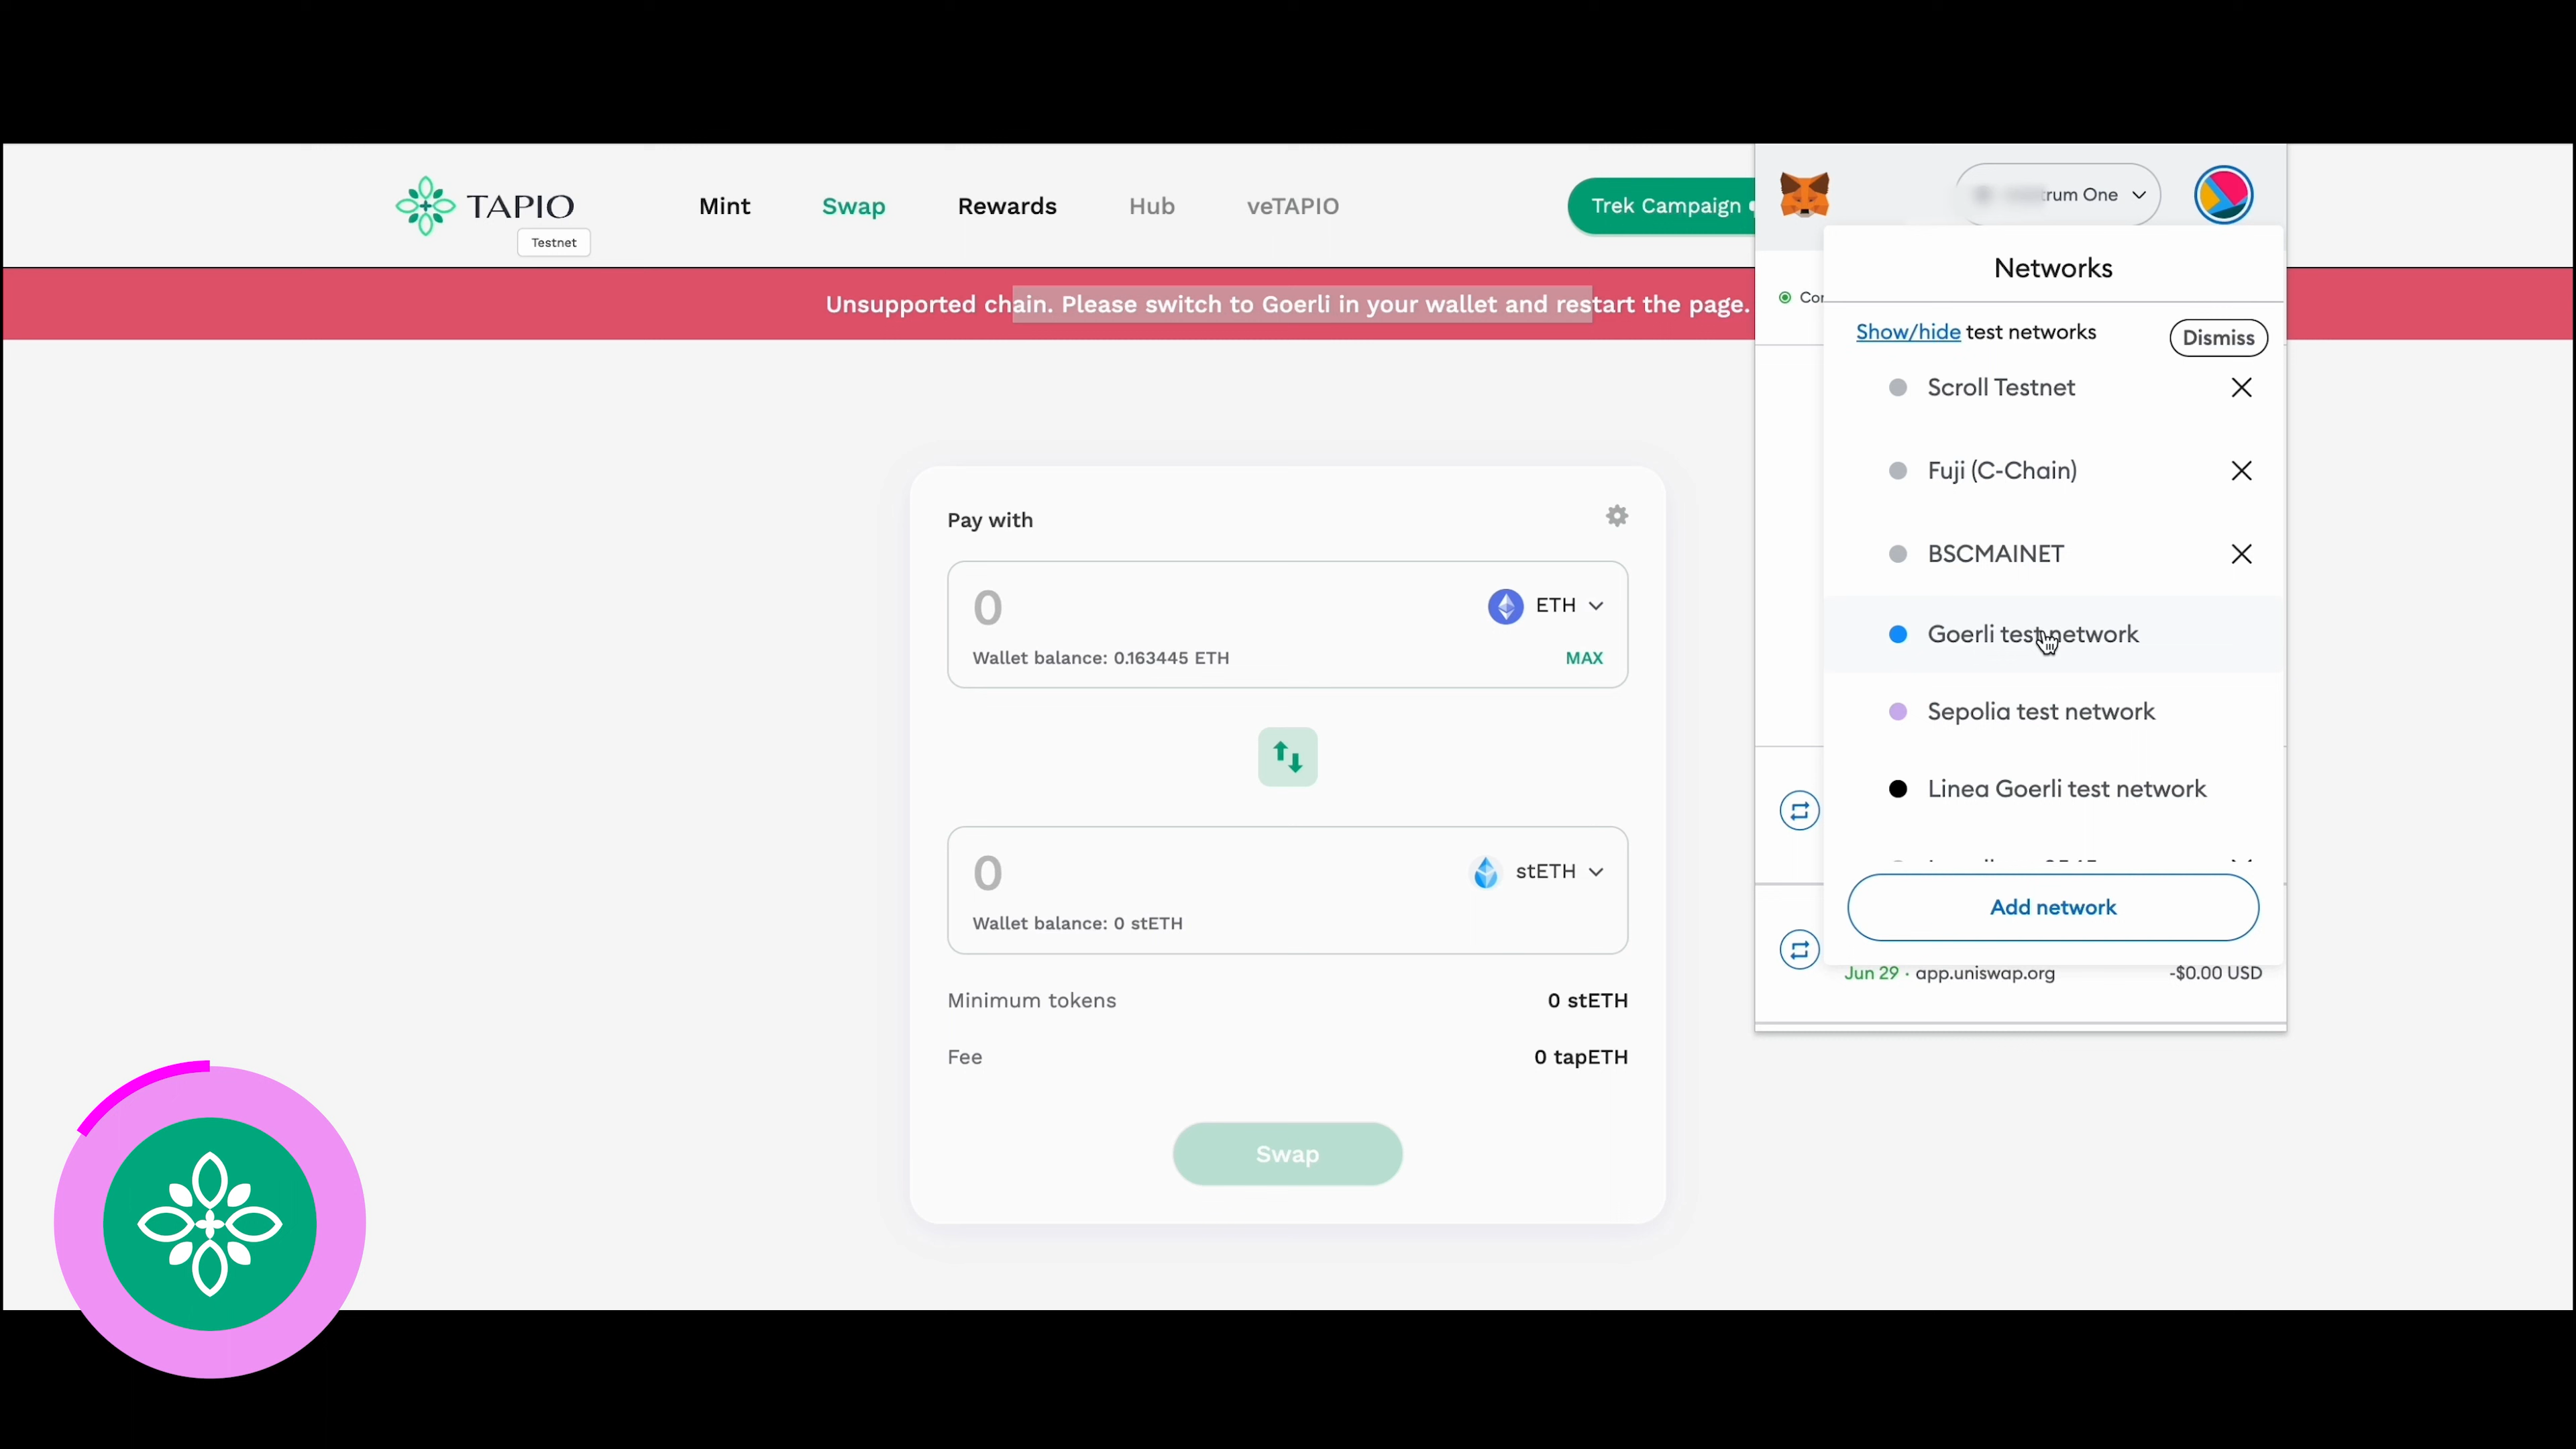 TAPIO
Testnet
Mint
Swap
Rewards
Hub
veTAPIO
Trek Campaign
Unsupported chain. Please switch to Goerli in your wallet and restart the page.
Pay with
0
ETH
Wallet balance: 0.163445 ETH
MAX
0
stETH
Wallet balance: 0 stETH
Minimum tokens
0 stETH
Fee
0 tapETH
Swap
One
Networks
Show/hide test networks
Dismiss
Scroll Testnet
Fuji (C-Chain)
BSCMAINET
Goerli test network
Sepolia test network
Linea Goerli test network
Add network
Jun 29 · app.uniswap.org
-$0.00 USD